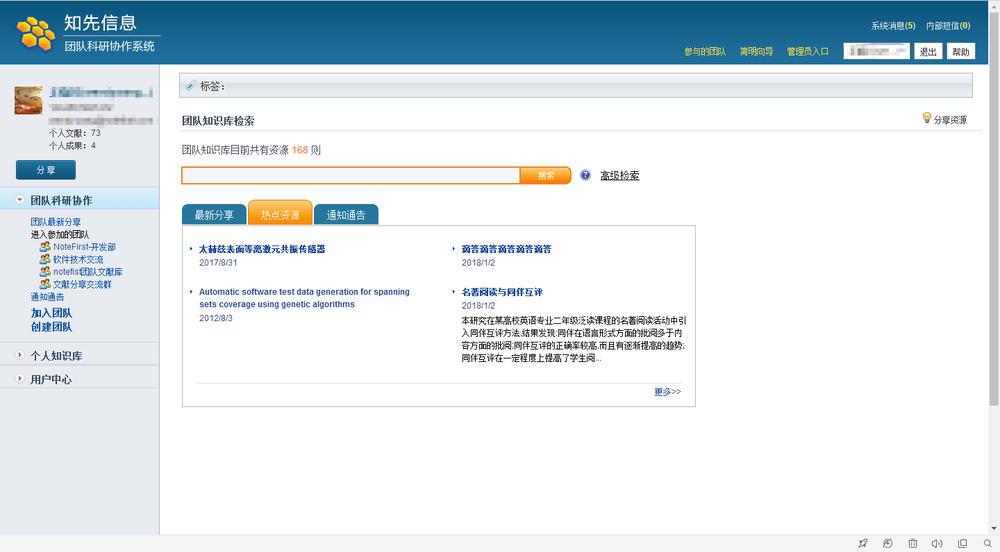 知先信息
团队科研协作系统
系统消息(5) 内部短信(0)
参与的团队 简明向导 管理员入口 退出 帮助
个人文献：73
个人成果：4
分享
团队科研协作
团队最新分享
进入参加的团队
NoteFirst-开发部
软件技术交流
notefist团队文献库
文献分享交流群
通知通告
加入团队
创建团队
个人知识库
用户中心
标签：
团队知识库检索
分享资源
团队知识库目前共有资源 168 则
搜索 ? 高级检索
最新分享 热点资源 通知通告
太赫兹表面等离激元共振传感器
2017/8/31
Automatic software test data generation for spanning
sets coverage using genetic algorithms
2012/8/3
滴答滴答滴答滴答滴答
2018/1/2
名著阅读与同伴互评
2018/1/2
本研究在某高校英语专业二年级泛读课程的名著阅读活动中引
入同伴互评方法,结果发现:同伴在语言形式方面的批阅多于内
容方面的批阅;同伴互评的正确率较高,而且有逐渐提高的趋势;
同伴互评在一定程度上提高了学生阅...
更多>>